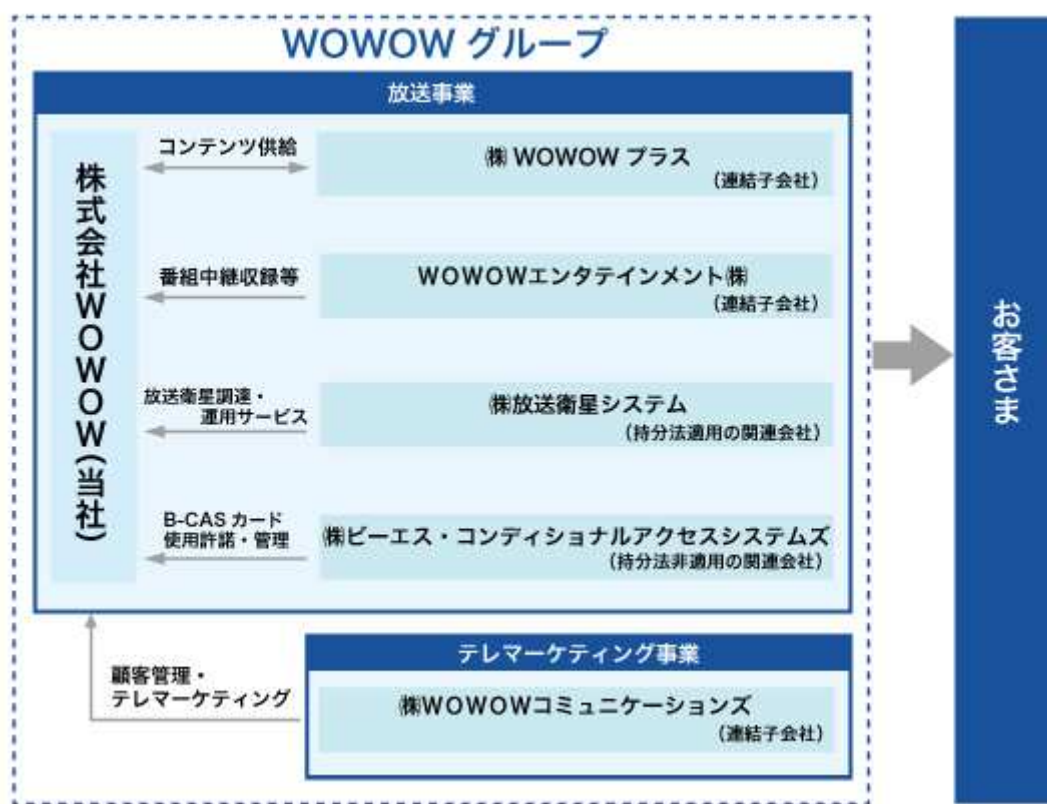 WOWOW グループ
放送事業
株式会社WOWOW(当社)
コンテンツ供給
㈱ WOWOW プラス
(連結子会社)
番組中継収録等
WOWOWエンタテインメント㈱
(連結子会社)
放送衛星調達・
運用サービス
㈱放送衛星システム
(持分法適用の関連会社)
B-CAS カード
使用許諾・管理
㈱ビーエス・コンディショナルアクセスシステムズ
(持分法非適用の関連会社)
顧客管理・
テレマーケティング
テレマーケティング事業
㈱WOWOWコミュニケーションズ
(連結子会社)
お客さま